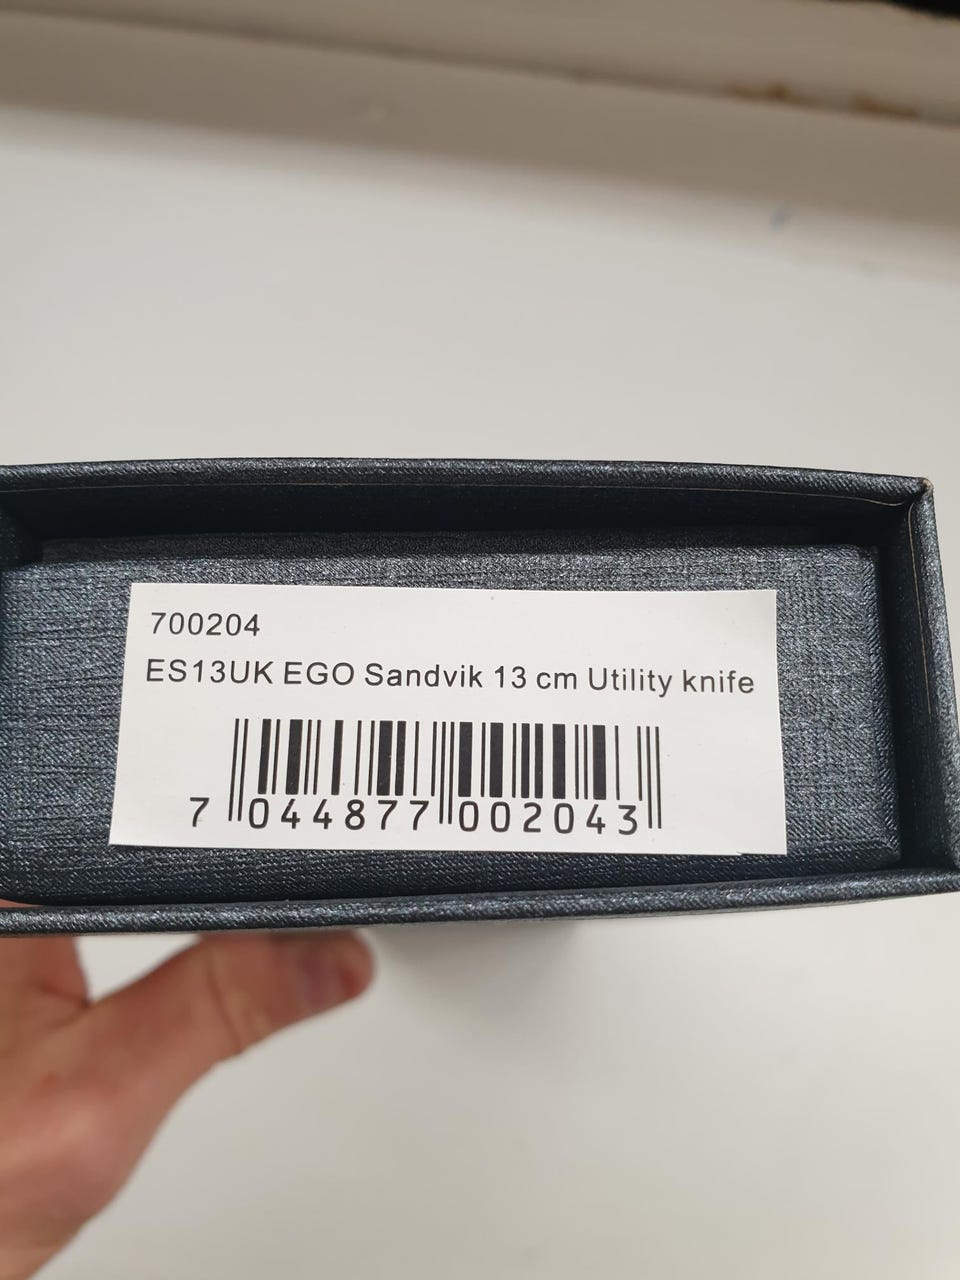 700204
ES13UK EGO Sandvik 13 cm Utility knife
7 044877 002043